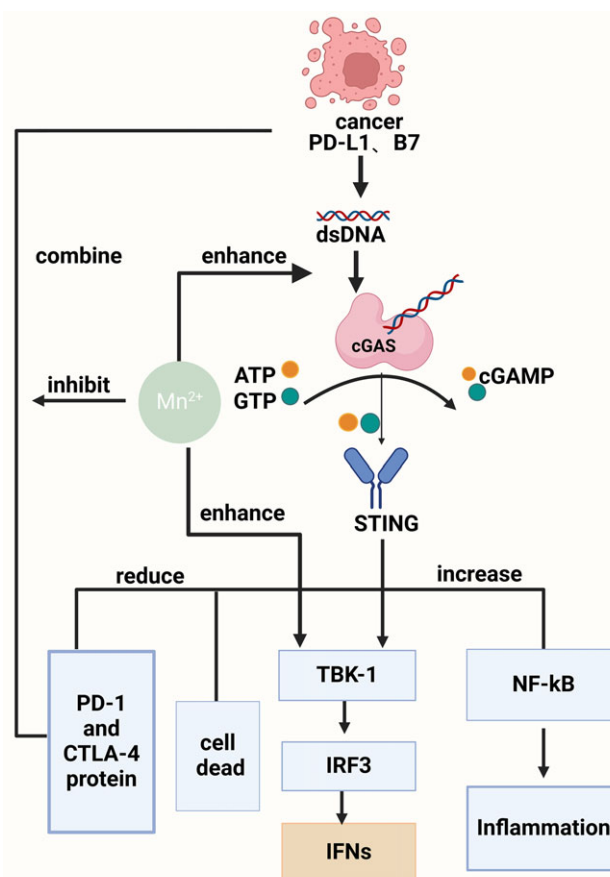 cancer
PD-L1、B7
dsDNA
combine
enhance
cGAS
ATP
GTP
cGAMP
inhibit
Mn²⁺
enhance
STING
reduce
increase
PD-1
and
CTLA-4
protein
cell
dead
TBK-1
IRF3
IFNs
NF-kB
Inflammation